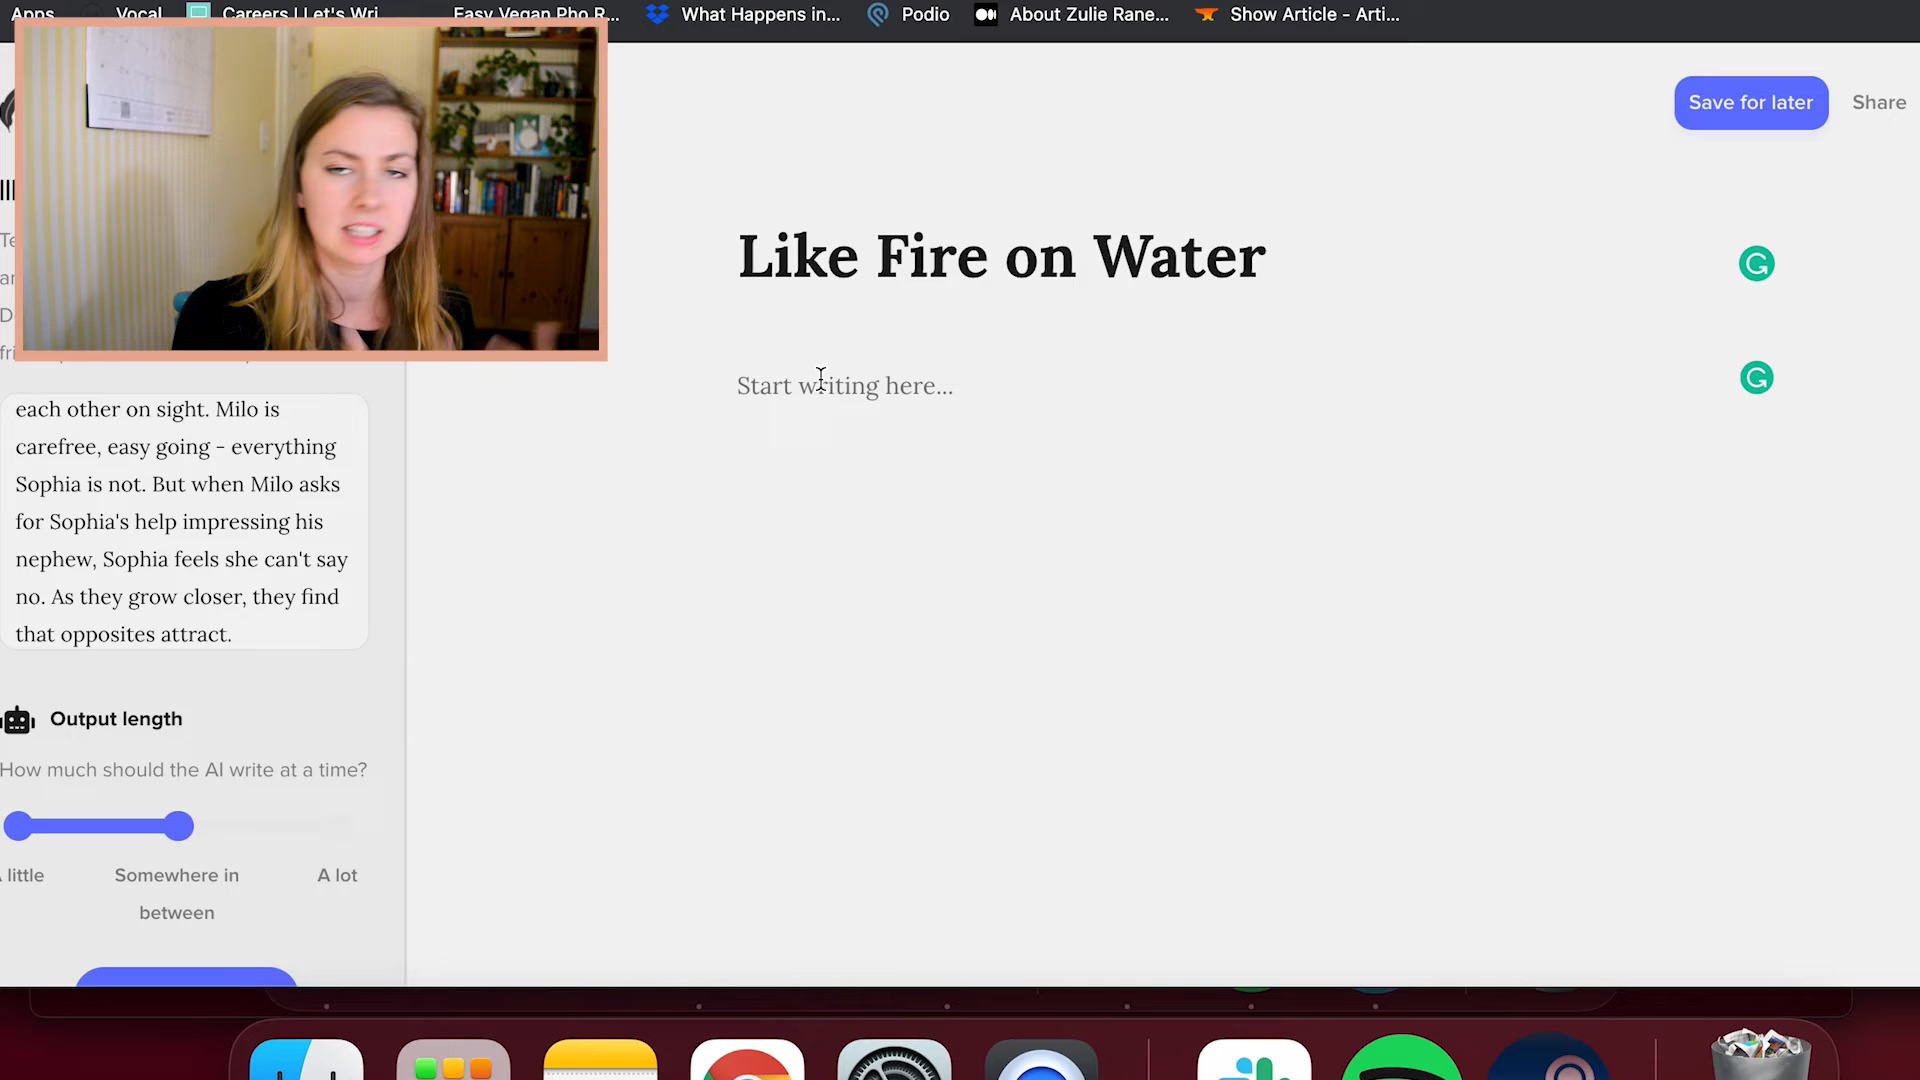 Apps
Vocal
Careers | Let's Wri...
Easy Vegan Pho R...
What Happens in...
Podio
About Zulie Rane...
Show Article - Arti...
Save for later
Share
Like Fire on Water
Start writing here...
each other on sight. Milo is
carefree, easy going - everything
Sophia is not. But when Milo asks
for Sophia's help impressing his
nephew, Sophia feels she can't say
no. As they grow closer, they find
that opposites attract.
Output length
How much should the AI write at a time?
little
Somewhere in
between
A lot